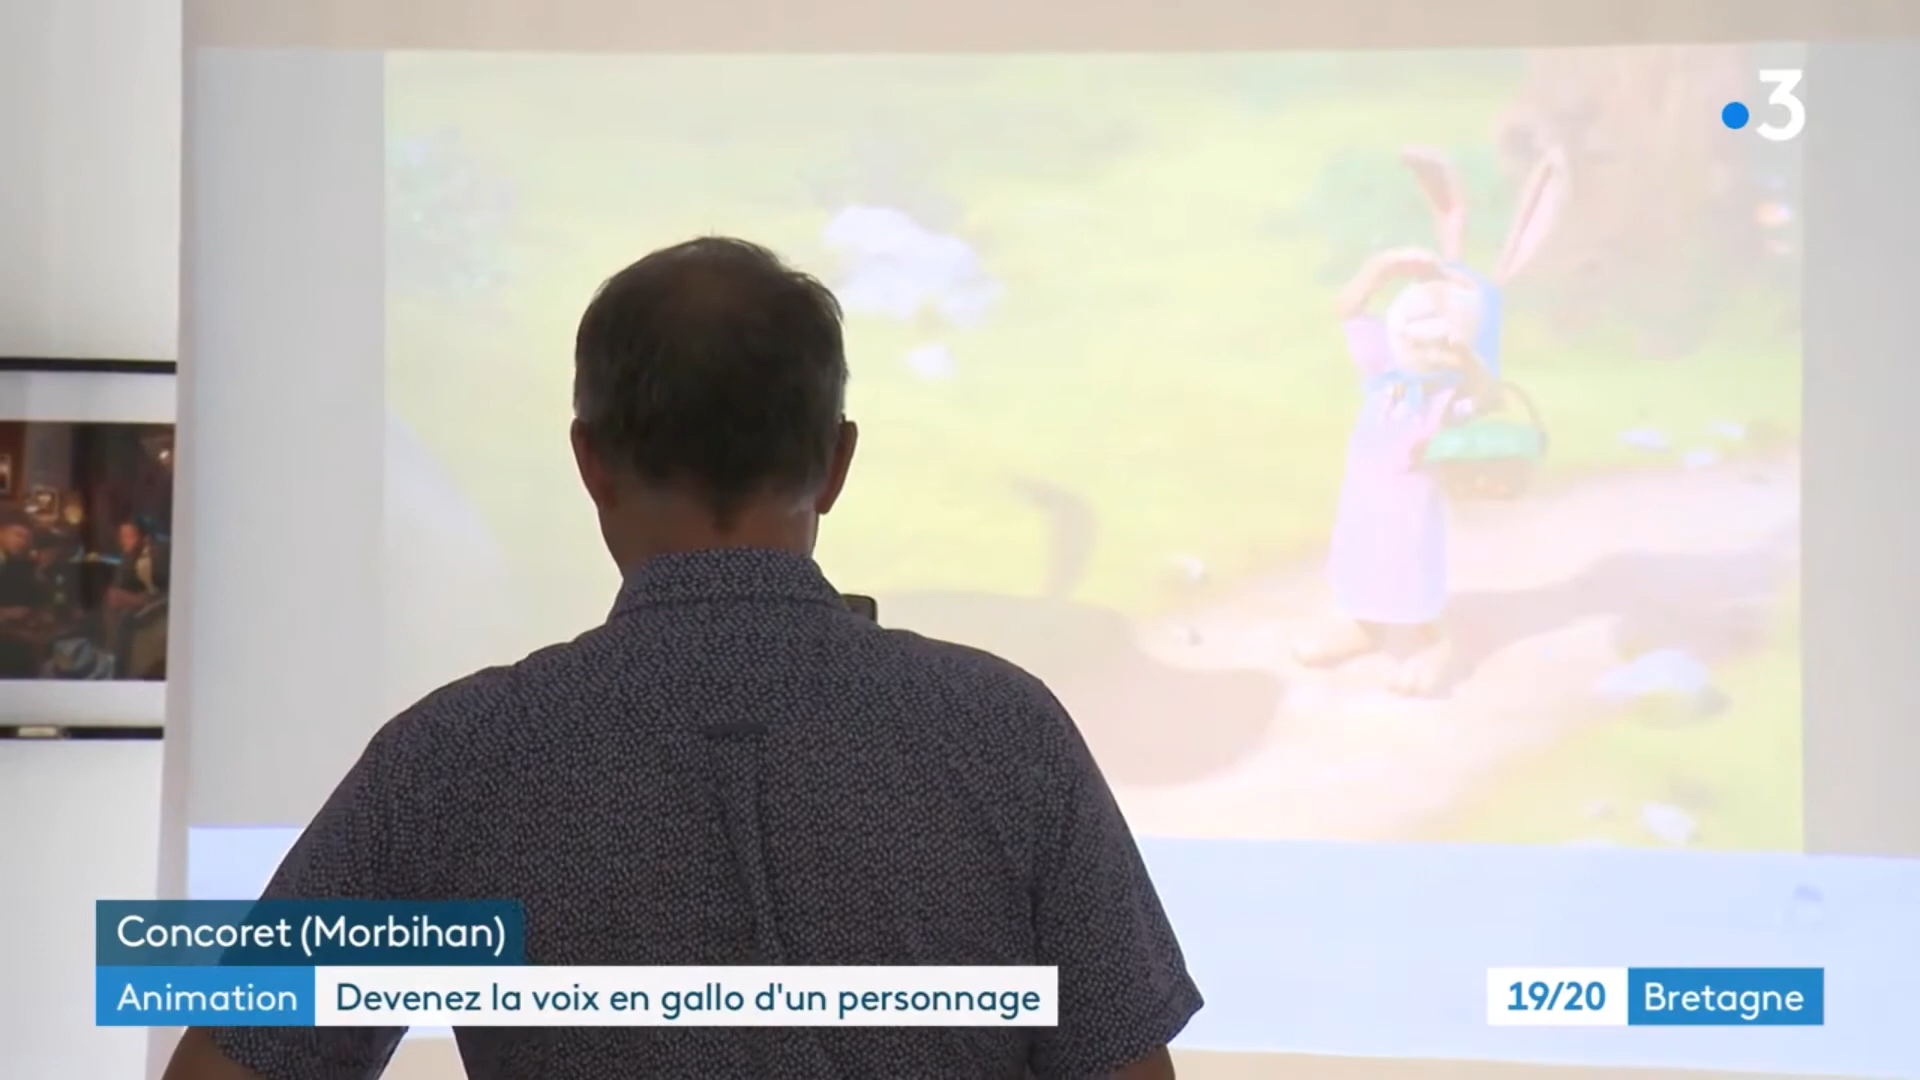 3
Concoret (Morbihan)
Animation Devenez la voix en gallo d'un personnage
19/20 Bretagne